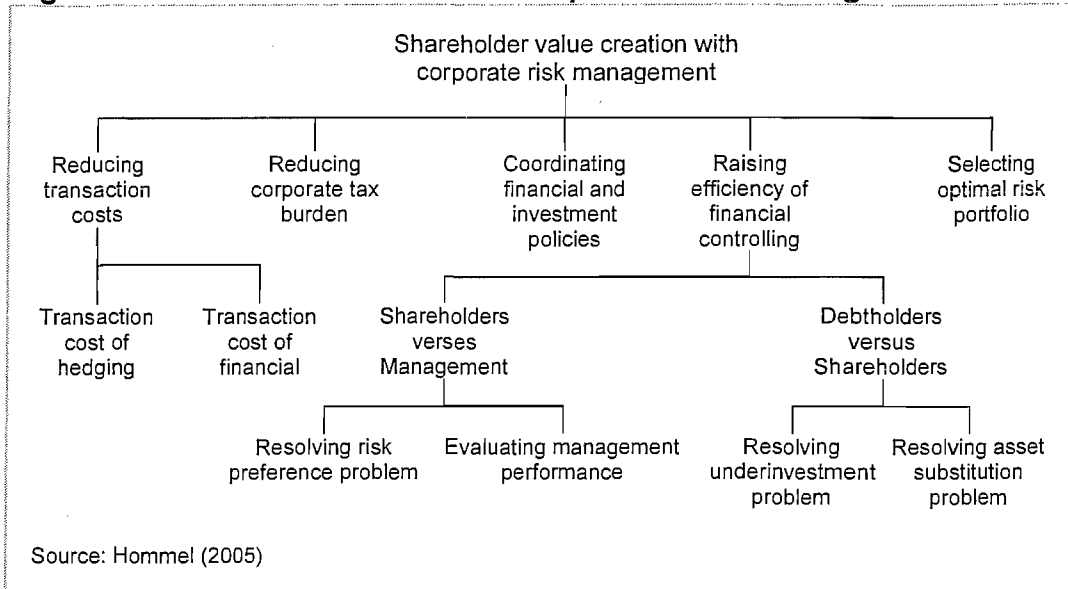 Shareholder value creation with
corporate risk management
Reducing
transaction
costs
Reducing
corporate tax
burden
Coordinating
financial and
investment
policies
Raising
efficiency of
financial
controlling
Selecting
optimal risk
portfolio
Transaction
cost of
hedging
Transaction
cost of
financial
Shareholders
verses
Management
Debtholders
versus
Shareholders
Resolving risk
preference problem
Evaluating management
performance
Resolving
underinvestment
problem
Resolving asset
substitution
problem
Source: Hommel (2005)